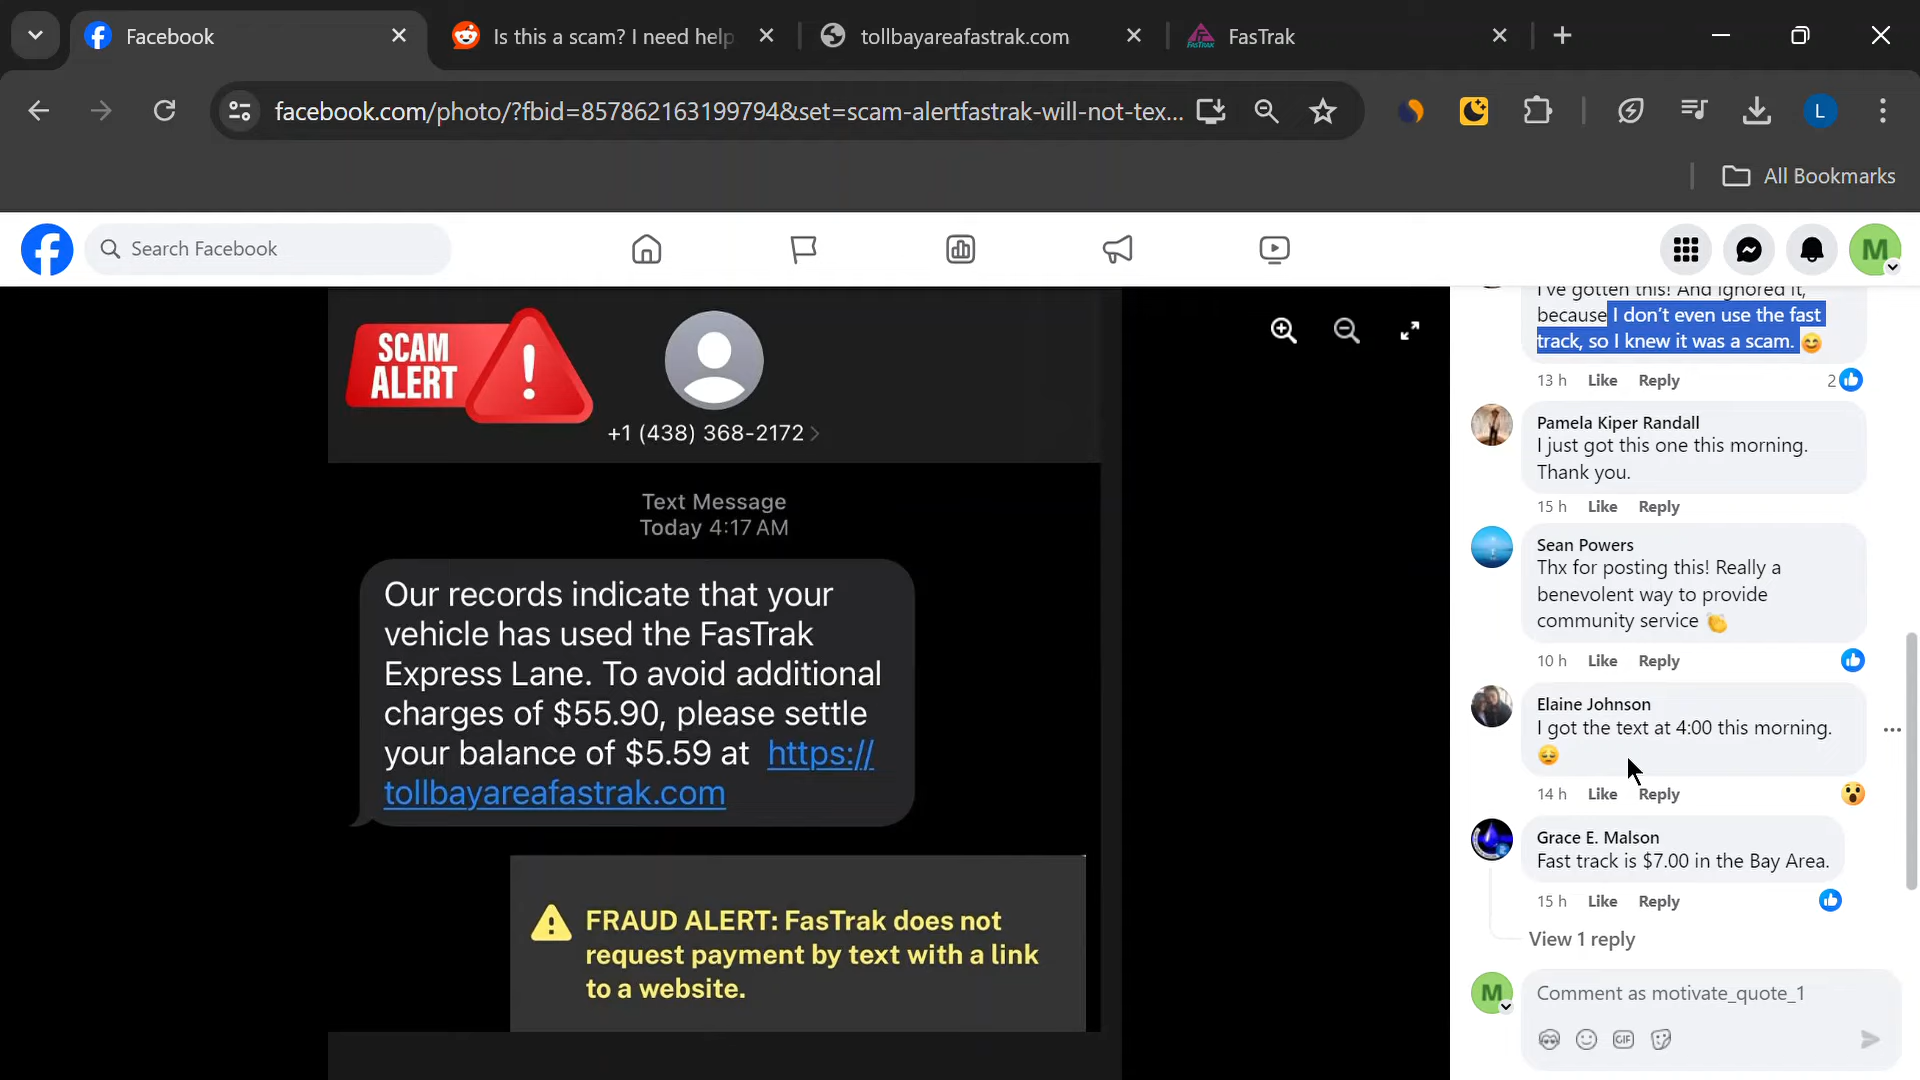 Facebook
Is this a scam? I need help
tollbayareafastrak.com
FasTrak
facebook.com/photo/?fbid=857862163199794&set=scam-alertfastrak-will-not-tex...
L
All Bookmarks
Search Facebook
M
SCAM
ALERT
+1 (438) 368-2172
Text Message
Today 4:17 AM
Our records indicate that your
vehicle has used the FasTrak
Express Lane. To avoid additional
charges of $55.90, please settle
your balance of $5.59 at https://
tollbayareafastrak.com
FRAUD ALERT: FasTrak does not
request payment by text with a link
to a website.
I've gotten this! And ignored it,
because I don't even use the fast
track, so I knew it was a scam. 😊
13 h Like Reply 2
Pamela Kiper Randall
I just got this one this morning.
Thank you.
15 h Like Reply
Sean Powers
Thx for posting this! Really a
benevolent way to provide
community service 👏
10 h Like Reply
Elaine Johnson
I got the text at 4:00 this morning.
😞
14 h Like Reply
Grace E. Malson
Fast track is $7.00 in the Bay Area.
15 h Like Reply
View 1 reply
M
Comment as motivate_quote_1
GIF